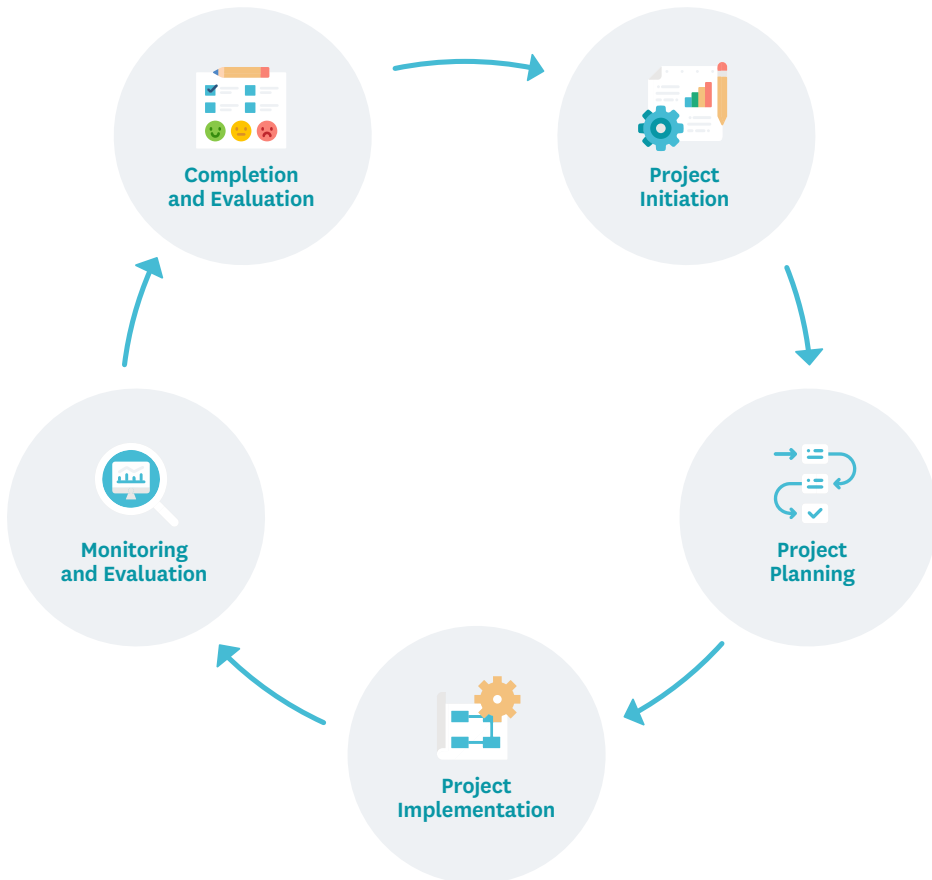 Completion
and Evaluation
Project
Initiation
Monitoring
and Evaluation
Project
Planning
Project
Implementation